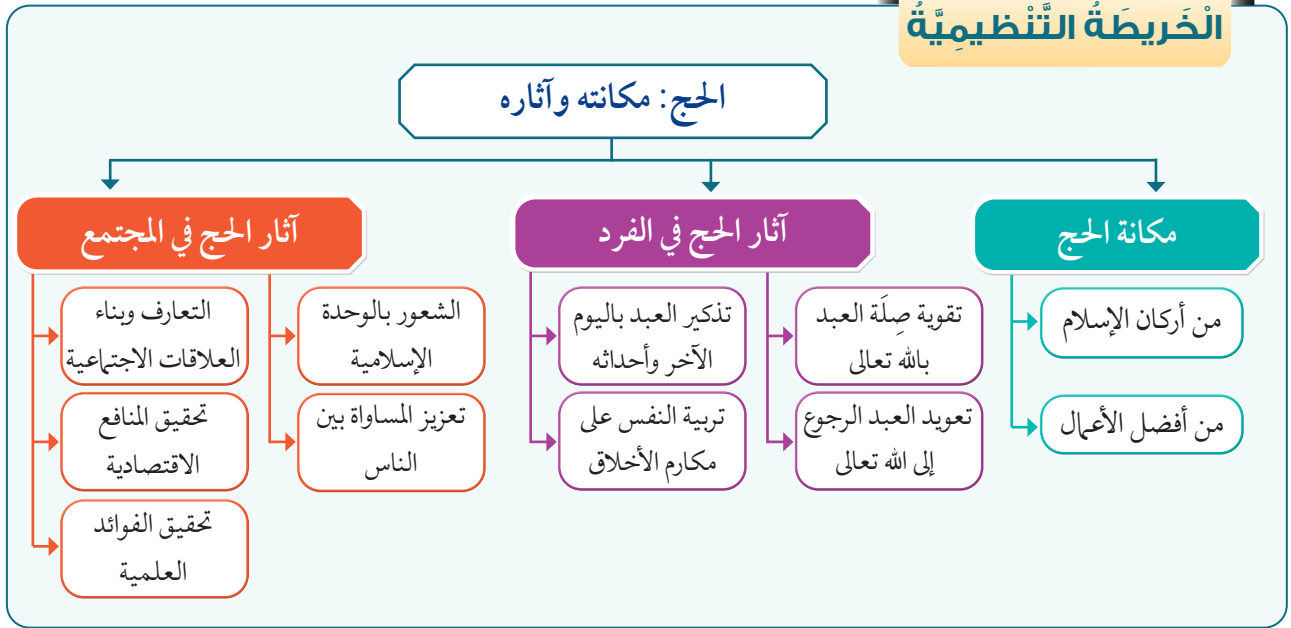 الْخَريطَةُ التَّنْظيمِيَّةُ
الحج: مكانته وآثاره
مكانة الحج
من أركان الإسلام
من أفضل الأعمال
آثار الحج في الفرد
تقوية صِلَة العبد
بالله تعالى
تعويد العبد الرجوع
إلى الله تعالى
تذكير العبد باليوم
الآخر وأحداثه
تربية النفس على
مكارم الأخلاق
آثار الحج في المجتمع
الشعور بالوحدة
الإسلامية
تعزيز المساواة بين
الناس
التعارف وبناء
العلاقات الاجتماعية
تحقيق المنافع
الاقتصادية
تحقيق الفوائد
العلمية